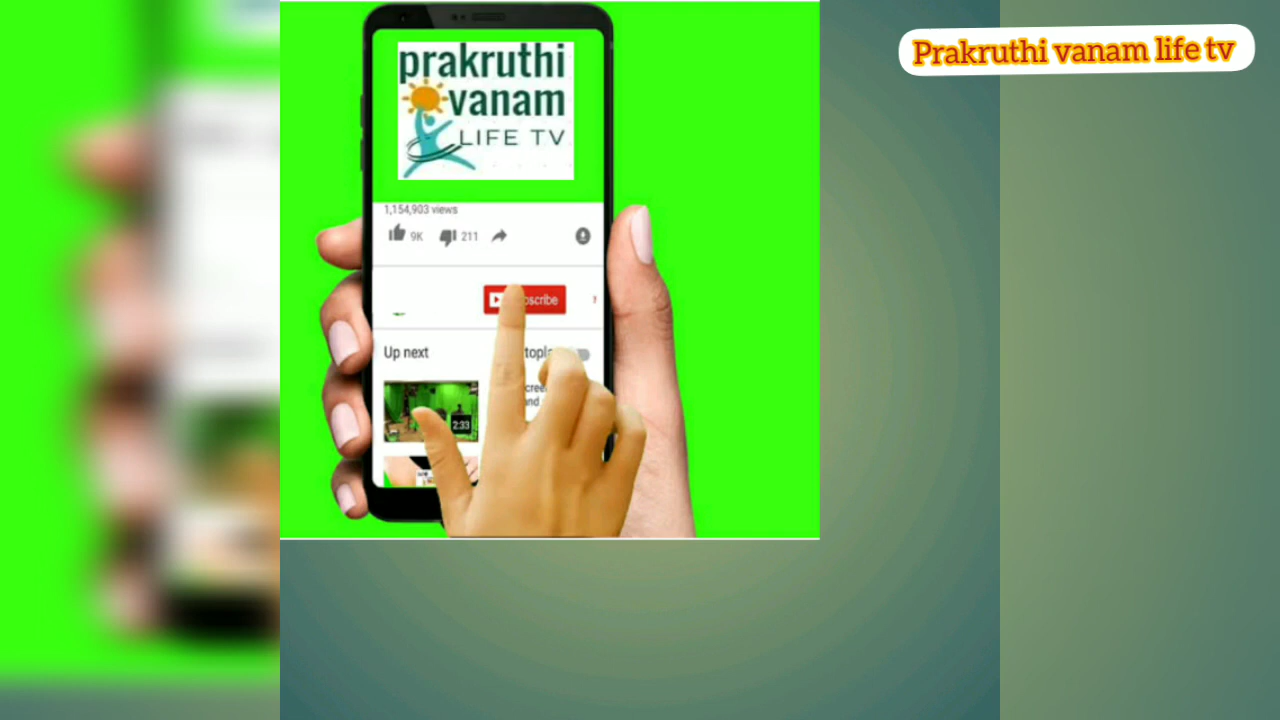 Prakruthi vanam life tv
prakruthi
vanam
LIFE TV
1,154,903 views
9K 211
Up next
2:33